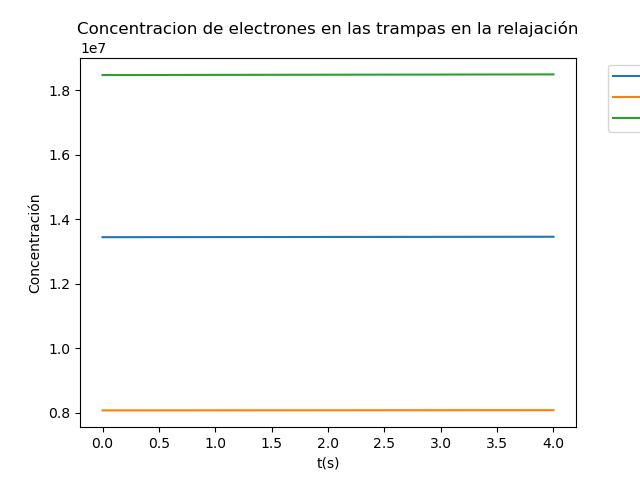 Concentracion de electrones en las trampas en la relajación
1e7
1.8
1.6
1.4
1.2
1.0
0.8
Concentración
0.0 0.5 1.0 1.5 2.0 2.5 3.0 3.5 4.0
t(s)